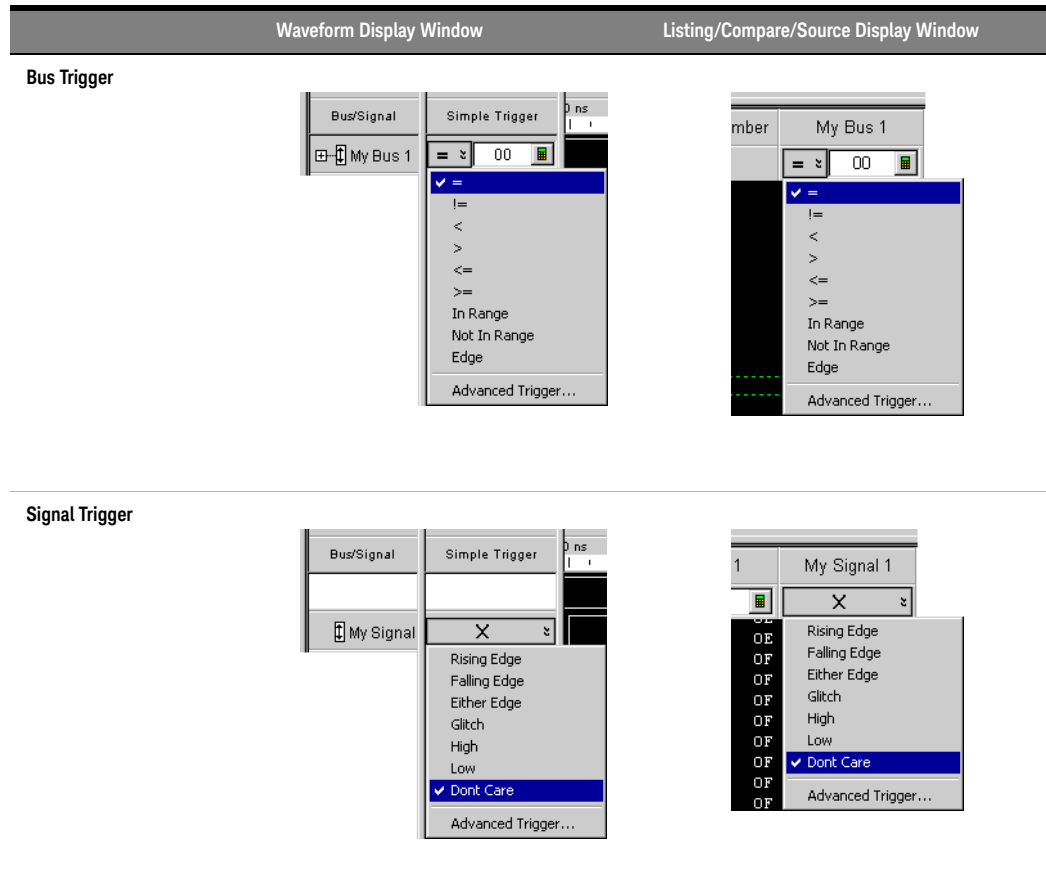 Waveform Display Window
Listing/Compare/Source Display Window
Bus Trigger
Bus/Signal
Simple Trigger
0 ns
My Bus 1
= 00
=
!=
<
>
<=
>=
In Range
Not In Range
Edge
Advanced Trigger...
mber
My Bus 1
= 00
=
!=
<
>
<=
>=
In Range
Not In Range
Edge
Advanced Trigger...
Signal Trigger
Bus/Signal
Simple Trigger
0 ns
My Signal
X
Rising Edge
Falling Edge
Either Edge
Glitch
High
Low
Dont Care
Advanced Trigger...
1
My Signal 1
X
0E
0F
0F
0F
0F
0F
0F
0F
0F
Rising Edge
Falling Edge
Either Edge
Glitch
High
Low
Dont Care
Advanced Trigger...